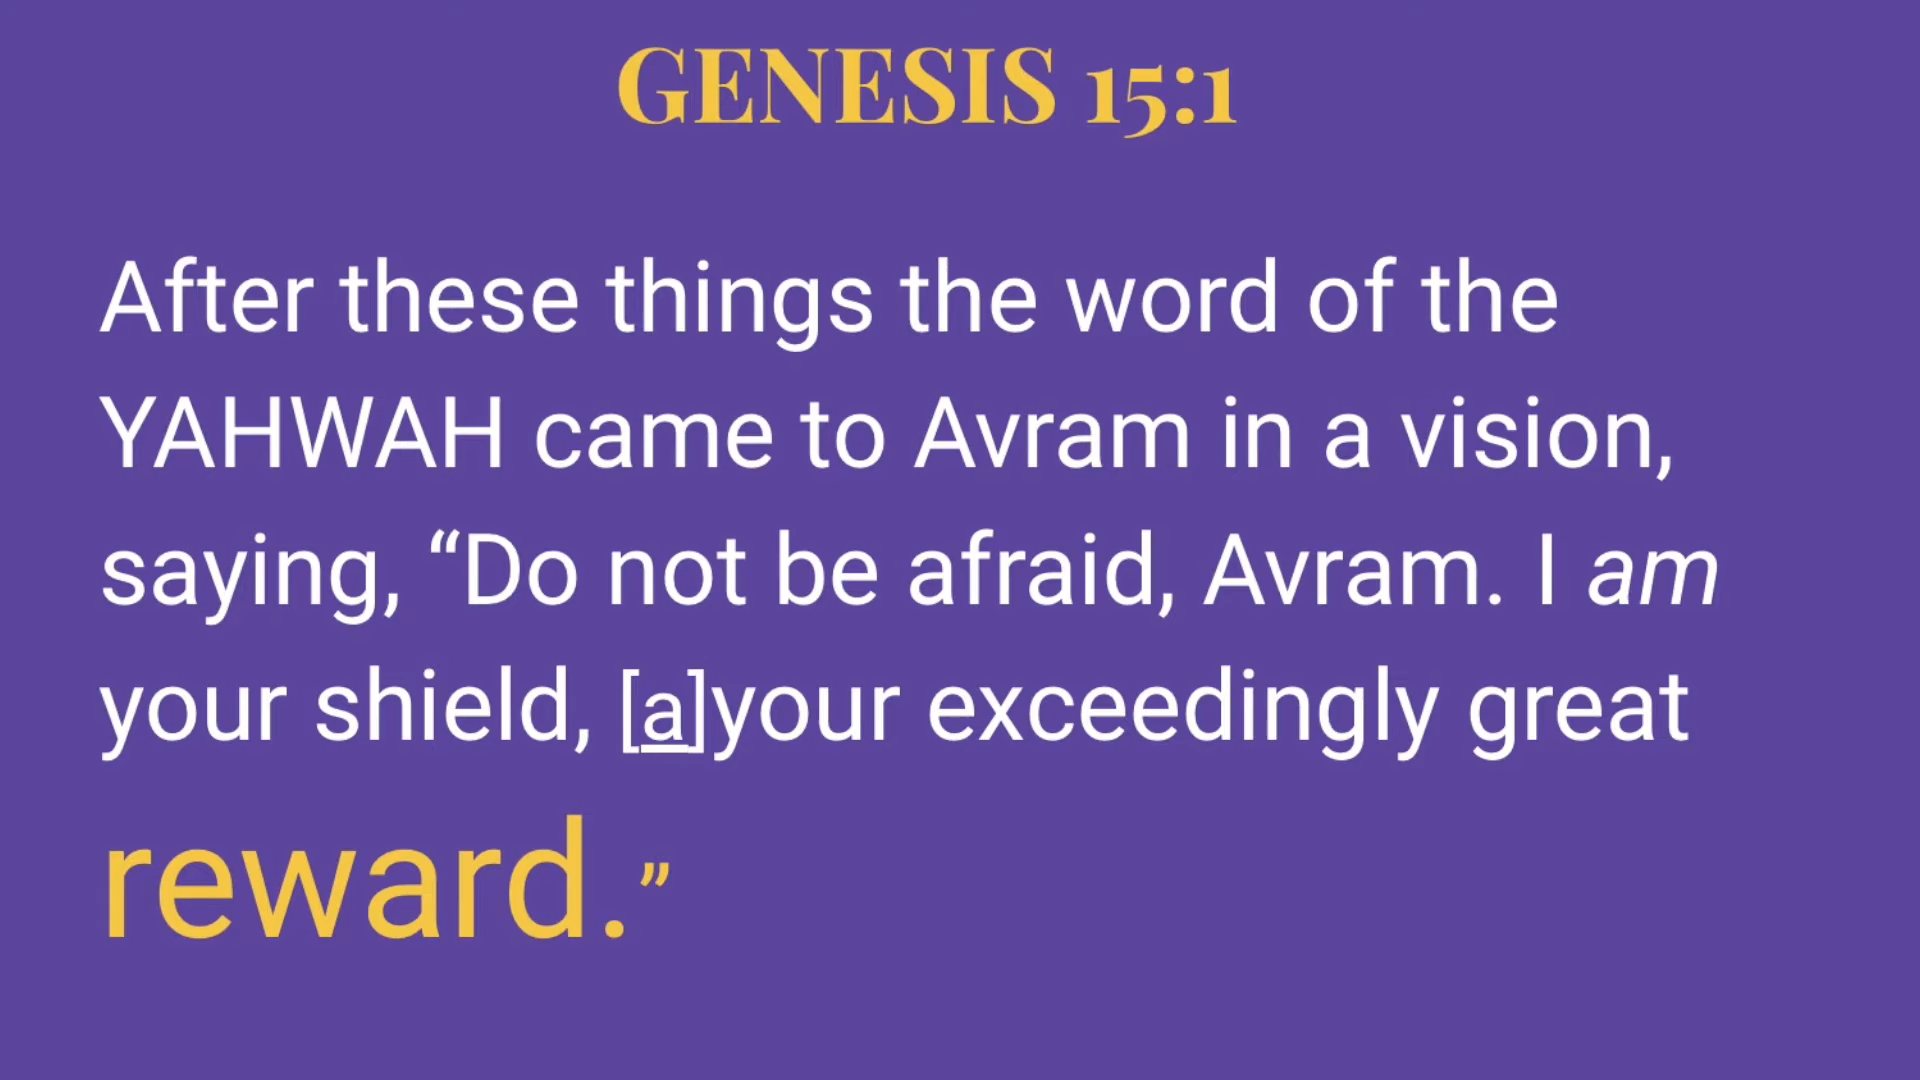 GENESIS 15:1
After these things the word of the
YAHWAH came to Avram in a vision,
saying, “Do not be afraid, Avram. I am
your shield, [a]your exceedingly great
reward.”